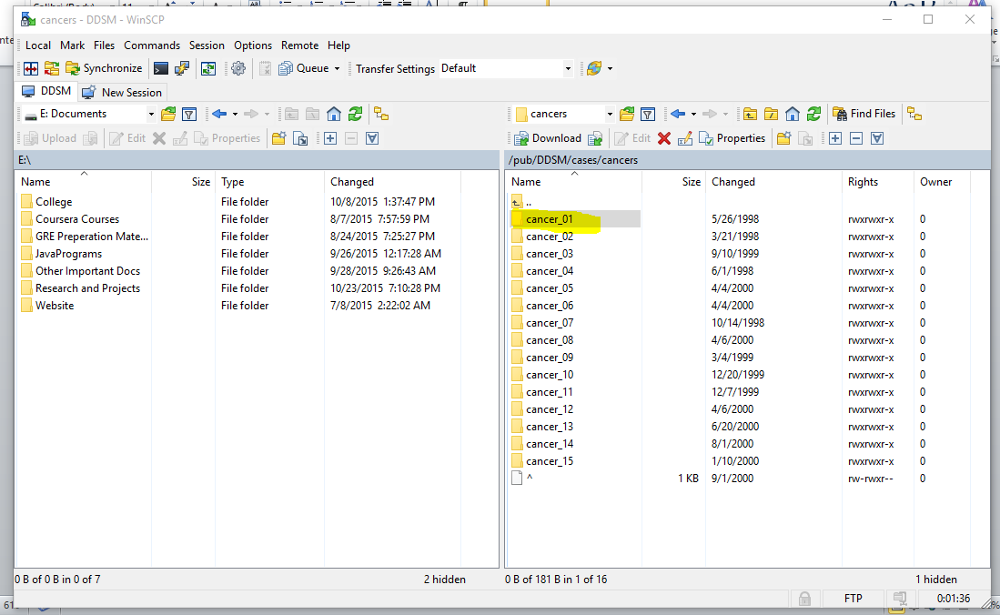 Calibri (Body)
11
cancers - DDSM - WinSCP
Local Mark Files Commands Session Options Remote Help
Synchronize Queue Transfer Settings Default
DDSM New Session
E: Documents cancers Find Files
Upload Edit Properties Download Edit Properties
E:\ /pub/DDSM/cases/cancers
Name Size Type Changed Name Size Changed Rights Owner
..
College File folder 10/8/2015 1:37:47 PM cancer_01 5/26/1998 rwxrwxr-x 0
Coursera Courses File folder 8/7/2015 7:57:59 PM cancer_02 3/21/1998 rwxrwxr-x 0
GRE Preperation Mate... File folder 8/24/2015 7:25:27 PM cancer_03 9/10/1999 rwxrwxr-x 0
JavaPrograms File folder 9/26/2015 12:17:28 AM cancer_04 6/1/1998 rwxrwxr-x 0
Other Important Docs File folder 9/28/2015 9:26:43 AM cancer_05 4/4/2000 rwxrwxr-x 0
Research and Projects File folder 10/23/2015 7:10:28 PM cancer_06 4/4/2000 rwxrwxr-x 0
Website File folder 7/8/2015 2:22:02 AM cancer_07 10/14/1998 rwxrwxr-x 0
cancer_08 4/6/2000 rwxrwxr-x 0
cancer_09 3/4/1999 rwxrwxr-x 0
cancer_10 12/20/1999 rwxrwxr-x 0
cancer_11 12/7/1999 rwxrwxr-x 0
cancer_12 4/6/2000 rwxrwxr-x 0
cancer_13 6/20/2000 rwxrwxr-x 0
cancer_14 8/1/2000 rwxrwxr-x 0
cancer_15 1/10/2000 rwxrwxr-x 0
^ 1 KB 9/1/2000 rw-rwxr-- 0
0 B of 0 B in 0 of 7 2 hidden 0 B of 181 B in 1 of 16 1 hidden
FTP 0:01:36